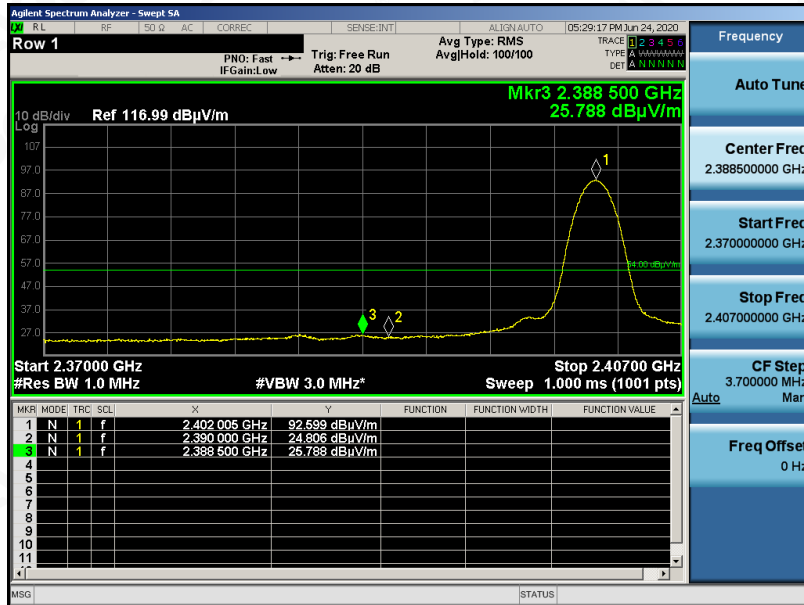 Agilent Spectrum Analyzer - Swept SA
LXI RL RF 50 Ω AC CORREC SENSE:INT ALIGN AUTO 05:29:17 PM Jun 24, 2020
Row 1
PNO: Fast
IFGain:Low
Trig: Free Run
Atten: 20 dB
Avg Type: RMS
Avg|Hold: 100/100
TRACE 1 2 3 4 5 6
TYPE A WWWWW
DET A N N N N N
Mkr3 2.388 500 GHz
25.788 dBµV/m
10 dB/div Ref 116.99 dBµV/m
Log
107
97.0
87.0
77.0
67.0
57.0
47.0
37.0
27.0
1
54.00 dBµV/m
3
2
Start 2.37000 GHz Stop 2.40700 GHz
#Res BW 1.0 MHz #VBW 3.0 MHz* Sweep 1.000 ms (1001 pts)
MKR MODE TRC SCL X Y FUNCTION FUNCTION WIDTH FUNCTION VALUE
1 N 1 f 2.402 005 GHz 92.599 dBµV/m
2 N 1 f 2.390 000 GHz 24.806 dBµV/m
3 N 1 f 2.388 500 GHz 25.788 dBµV/m
4
5
6
7
8
9
10
11
MSG STATUS
Frequency
Auto Tune
Center Freq
2.388500000 GHz
Start Freq
2.370000000 GHz
Stop Freq
2.407000000 GHz
CF Step
3.700000 MHz
Auto Man
Freq Offset
0 Hz